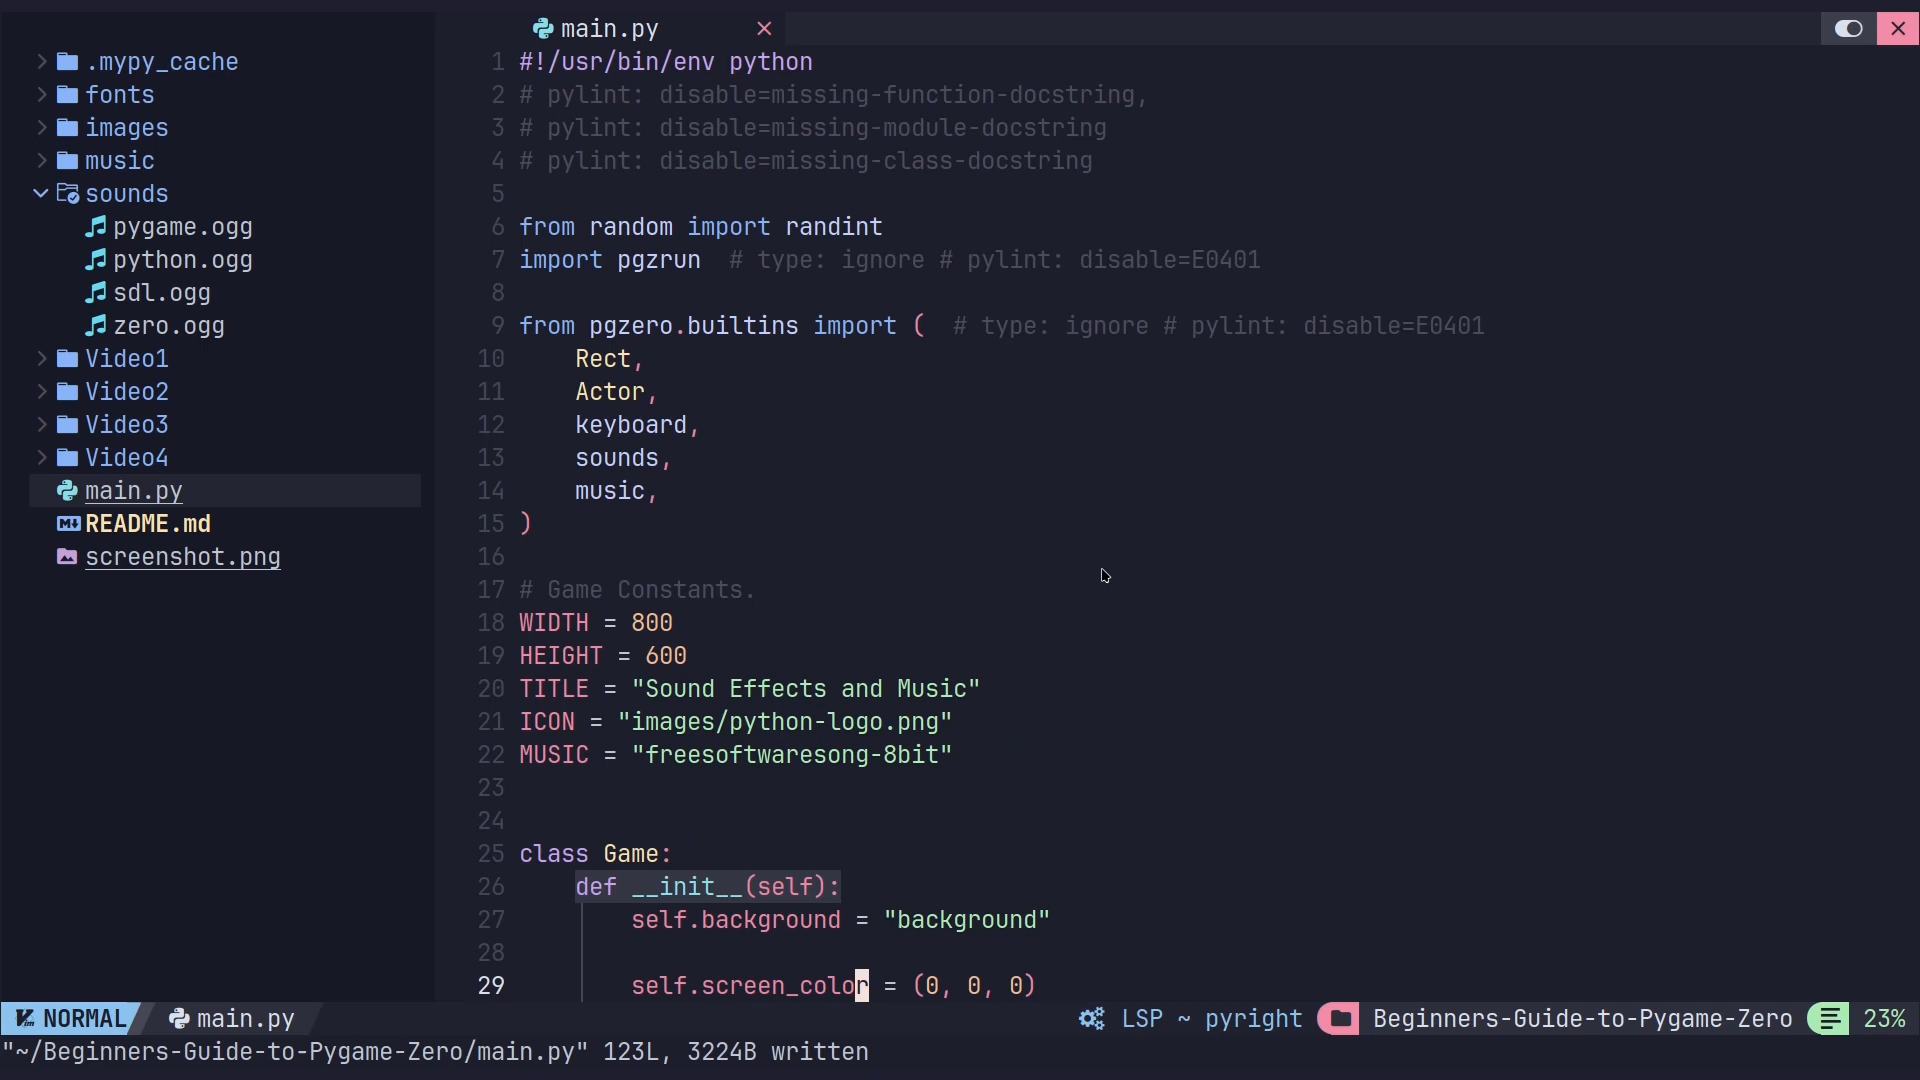 main.py
.mypy_cache
fonts
images
music
sounds
pygame.ogg
python.ogg
sdl.ogg
zero.ogg
Video1
Video2
Video3
Video4
main.py
README.md
screenshot.png
1 #!/usr/bin/env python
2 # pylint: disable=missing-function-docstring,
3 # pylint: disable=missing-module-docstring
4 # pylint: disable=missing-class-docstring
5
6 from random import randint
7 import pgzrun  # type: ignore # pylint: disable=E0401
8
9 from pgzero.builtins import (  # type: ignore # pylint: disable=E0401
10     Rect,
11     Actor,
12     keyboard,
13     sounds,
14     music,
15 )
16
17 # Game Constants.
18 WIDTH = 800
19 HEIGHT = 600
20 TITLE = "Sound Effects and Music"
21 ICON = "images/python-logo.png"
22 MUSIC = "freesoftwaresong-8bit"
23
24
25 class Game:
26     def __init__(self):
27         self.background = "background"
28
29         self.screen_color = (0, 0, 0)
NORMAL main.py LSP ~ pyright Beginners-Guide-to-Pygame-Zero 23%
"~/Beginners-Guide-to-Pygame-Zero/main.py" 123L, 3224B written